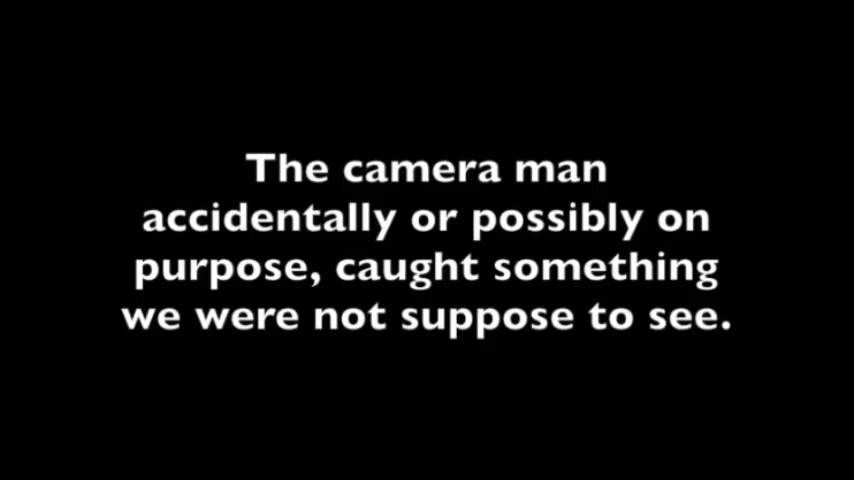 The camera man
accidentally or possibly on
purpose, caught something
we were not suppose to see.